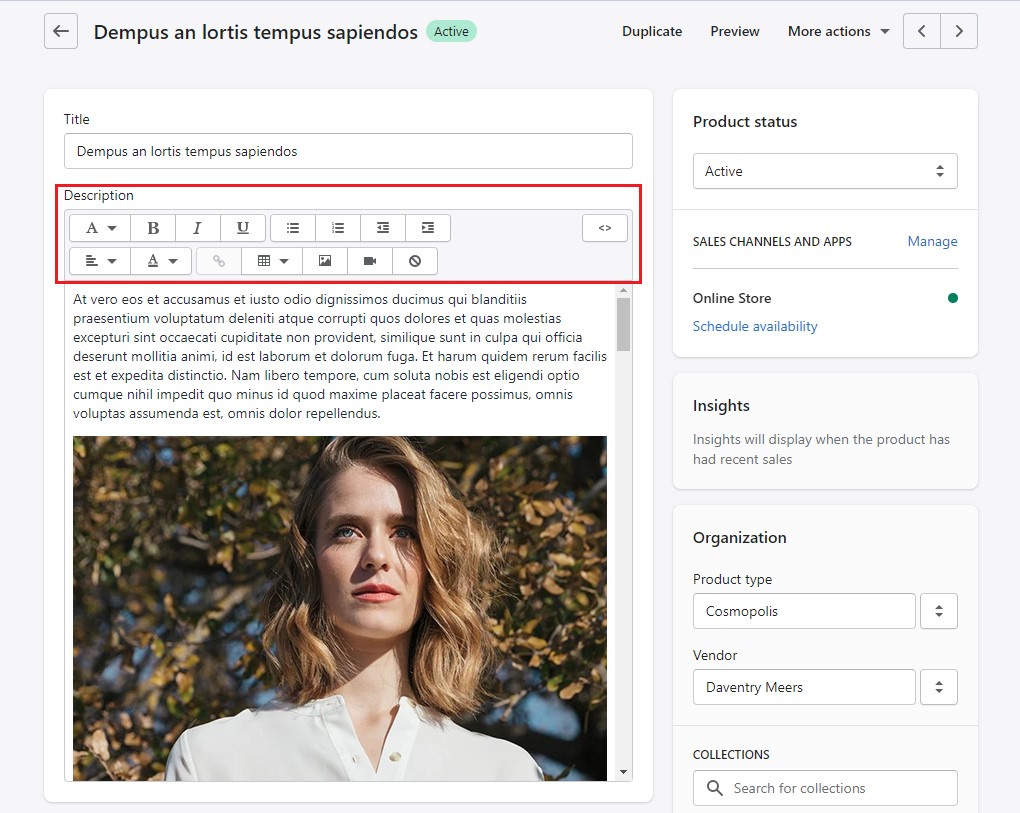 Dempus an lortis tempus sapiendos Active Duplicate Preview More actions
Title
Dempus an lortis tempus sapiendos
Description
A B I U <>
A
At vero eos et accusamus et iusto odio dignissimos ducimus qui blanditiis
praesentium voluptatum deleniti atque corrupti quos dolores et quas molestias
excepturi sint occaecati cupiditate non provident, similique sunt in culpa qui officia
deserunt mollitia animi, id est laborum et dolorum fuga. Et harum quidem rerum facilis
est et expedita distinctio. Nam libero tempore, cum soluta nobis est eligendi optio
cumque nihil impedit quo minus id quod maxime placeat facere possimus, omnis
voluptas assumenda est, omnis dolor repellendus.
Product status
Active
SALES CHANNELS AND APPS Manage
Online Store
Schedule availability
Insights
Insights will display when the product has
had recent sales
Organization
Product type
Cosmopolis
Vendor
Daventry Meers
COLLECTIONS
Search for collections